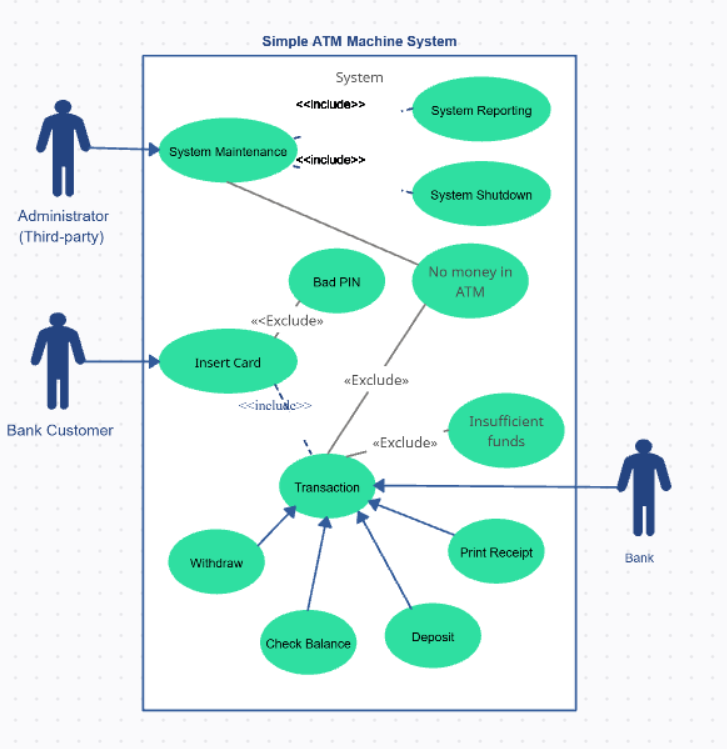 Simple ATM Machine System
System
<<include>>
System Reporting
System Maintenance
<<include>>
System Shutdown
Administrator
(Third-party)
No money in
ATM
Bad PIN
«<Exclude»
Insert Card
<<include>>
«Exclude»
Bank Customer
Insufficient
funds
«Exclude»
Transaction
Withdraw
Print Receipt
Bank
Check Balance
Deposit